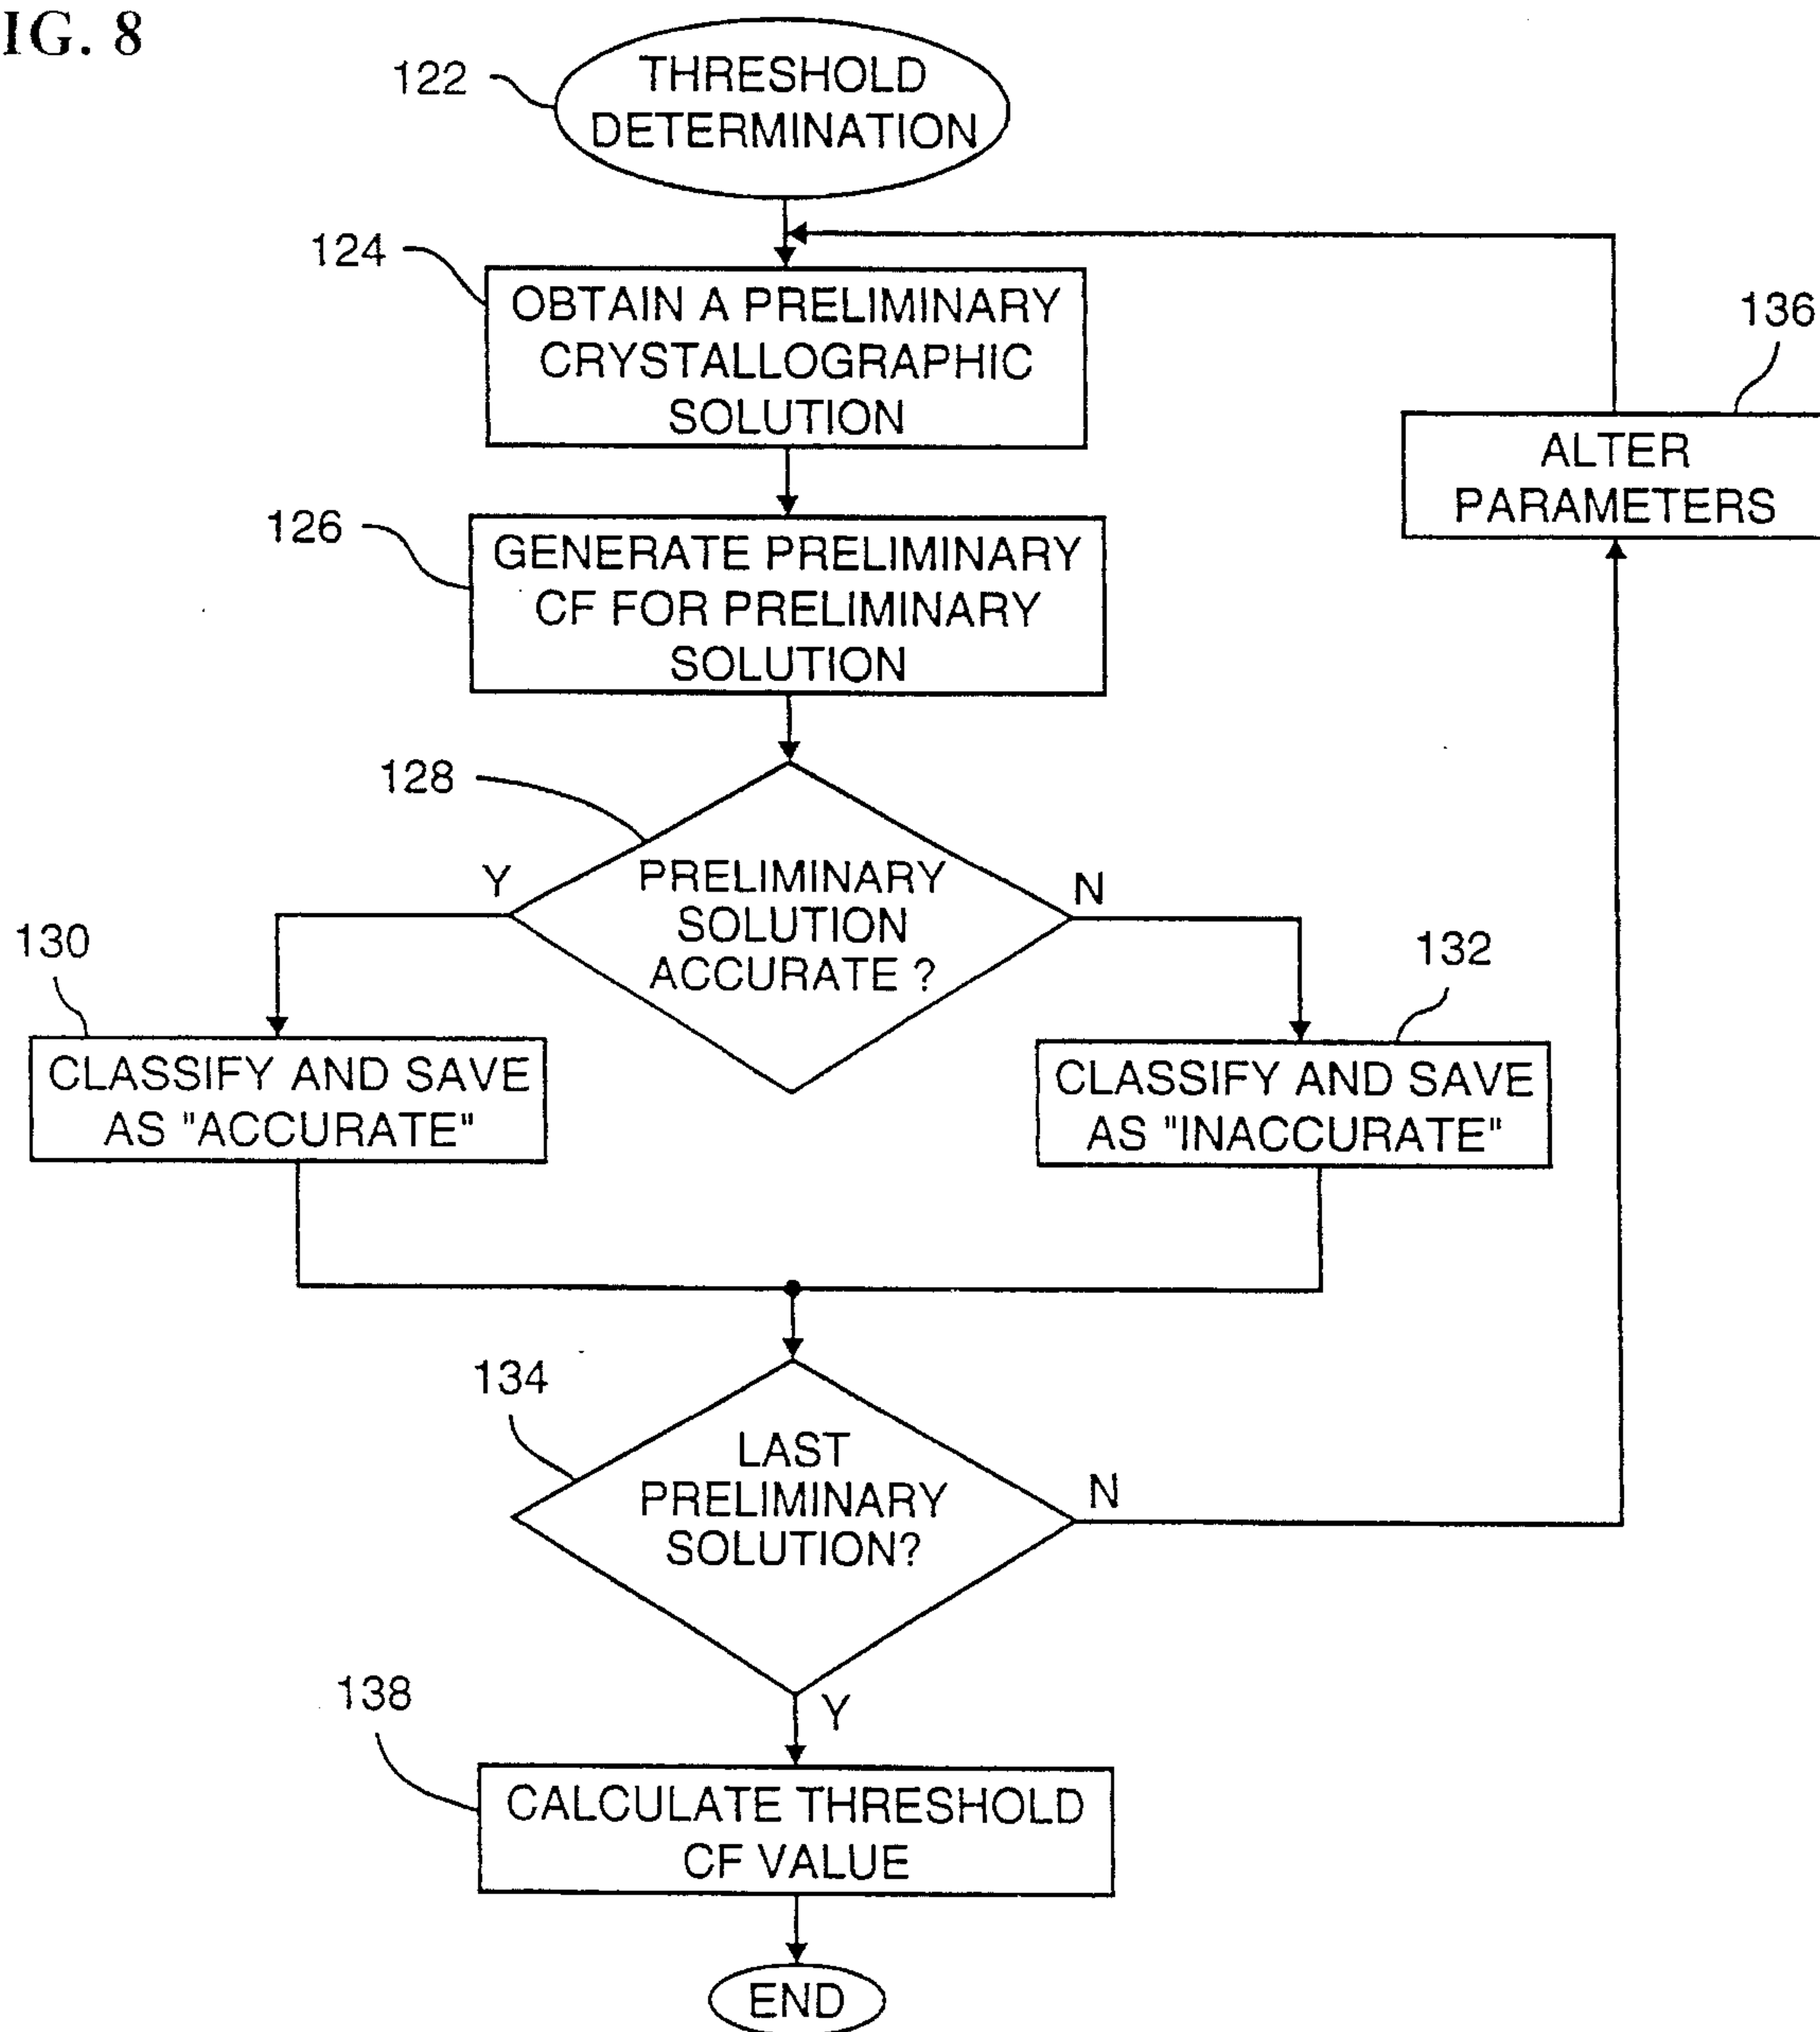 IG. 8
122
THRESHOLD
DETERMINATION
124
OBTAIN A PRELIMINARY
CRYSTALLOGRAPHIC
SOLUTION
136
ALTER
PARAMETERS
126
GENERATE PRELIMINARY
CF FOR PRELIMINARY
SOLUTION
128
PRELIMINARY
SOLUTION
ACCURATE ?
Y
N
130
CLASSIFY AND SAVE
AS "ACCURATE"
132
CLASSIFY AND SAVE
AS "INACCURATE"
134
LAST
PRELIMINARY
SOLUTION?
N
Y
138
CALCULATE THRESHOLD
CF VALUE
END